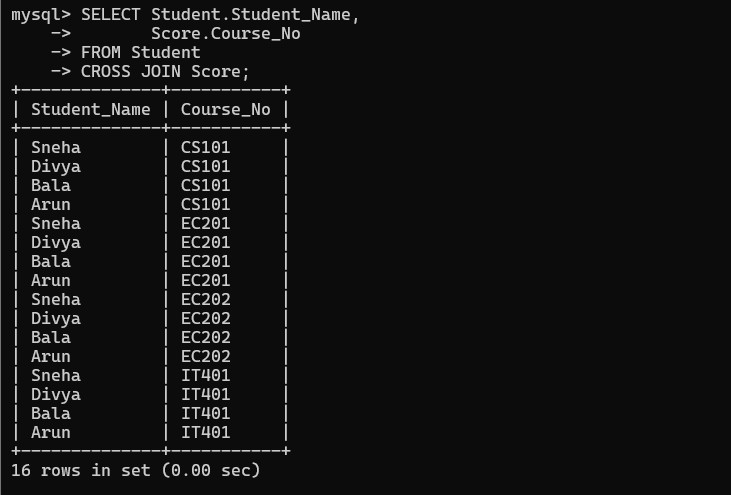 mysql> SELECT Student.Student_Name,
    ->        Score.Course_No
    -> FROM Student
    -> CROSS JOIN Score;
+--------------+-----------+
| Student_Name | Course_No |
+--------------+-----------+
| Sneha        | CS101     |
| Divya        | CS101     |
| Bala         | CS101     |
| Arun         | CS101     |
| Sneha        | EC201     |
| Divya        | EC201     |
| Bala         | EC201     |
| Arun         | EC201     |
| Sneha        | EC202     |
| Divya        | EC202     |
| Bala         | EC202     |
| Arun         | EC202     |
| Sneha        | IT401     |
| Divya        | IT401     |
| Bala         | IT401     |
| Arun         | IT401     |
+--------------+-----------+
16 rows in set (0.00 sec)